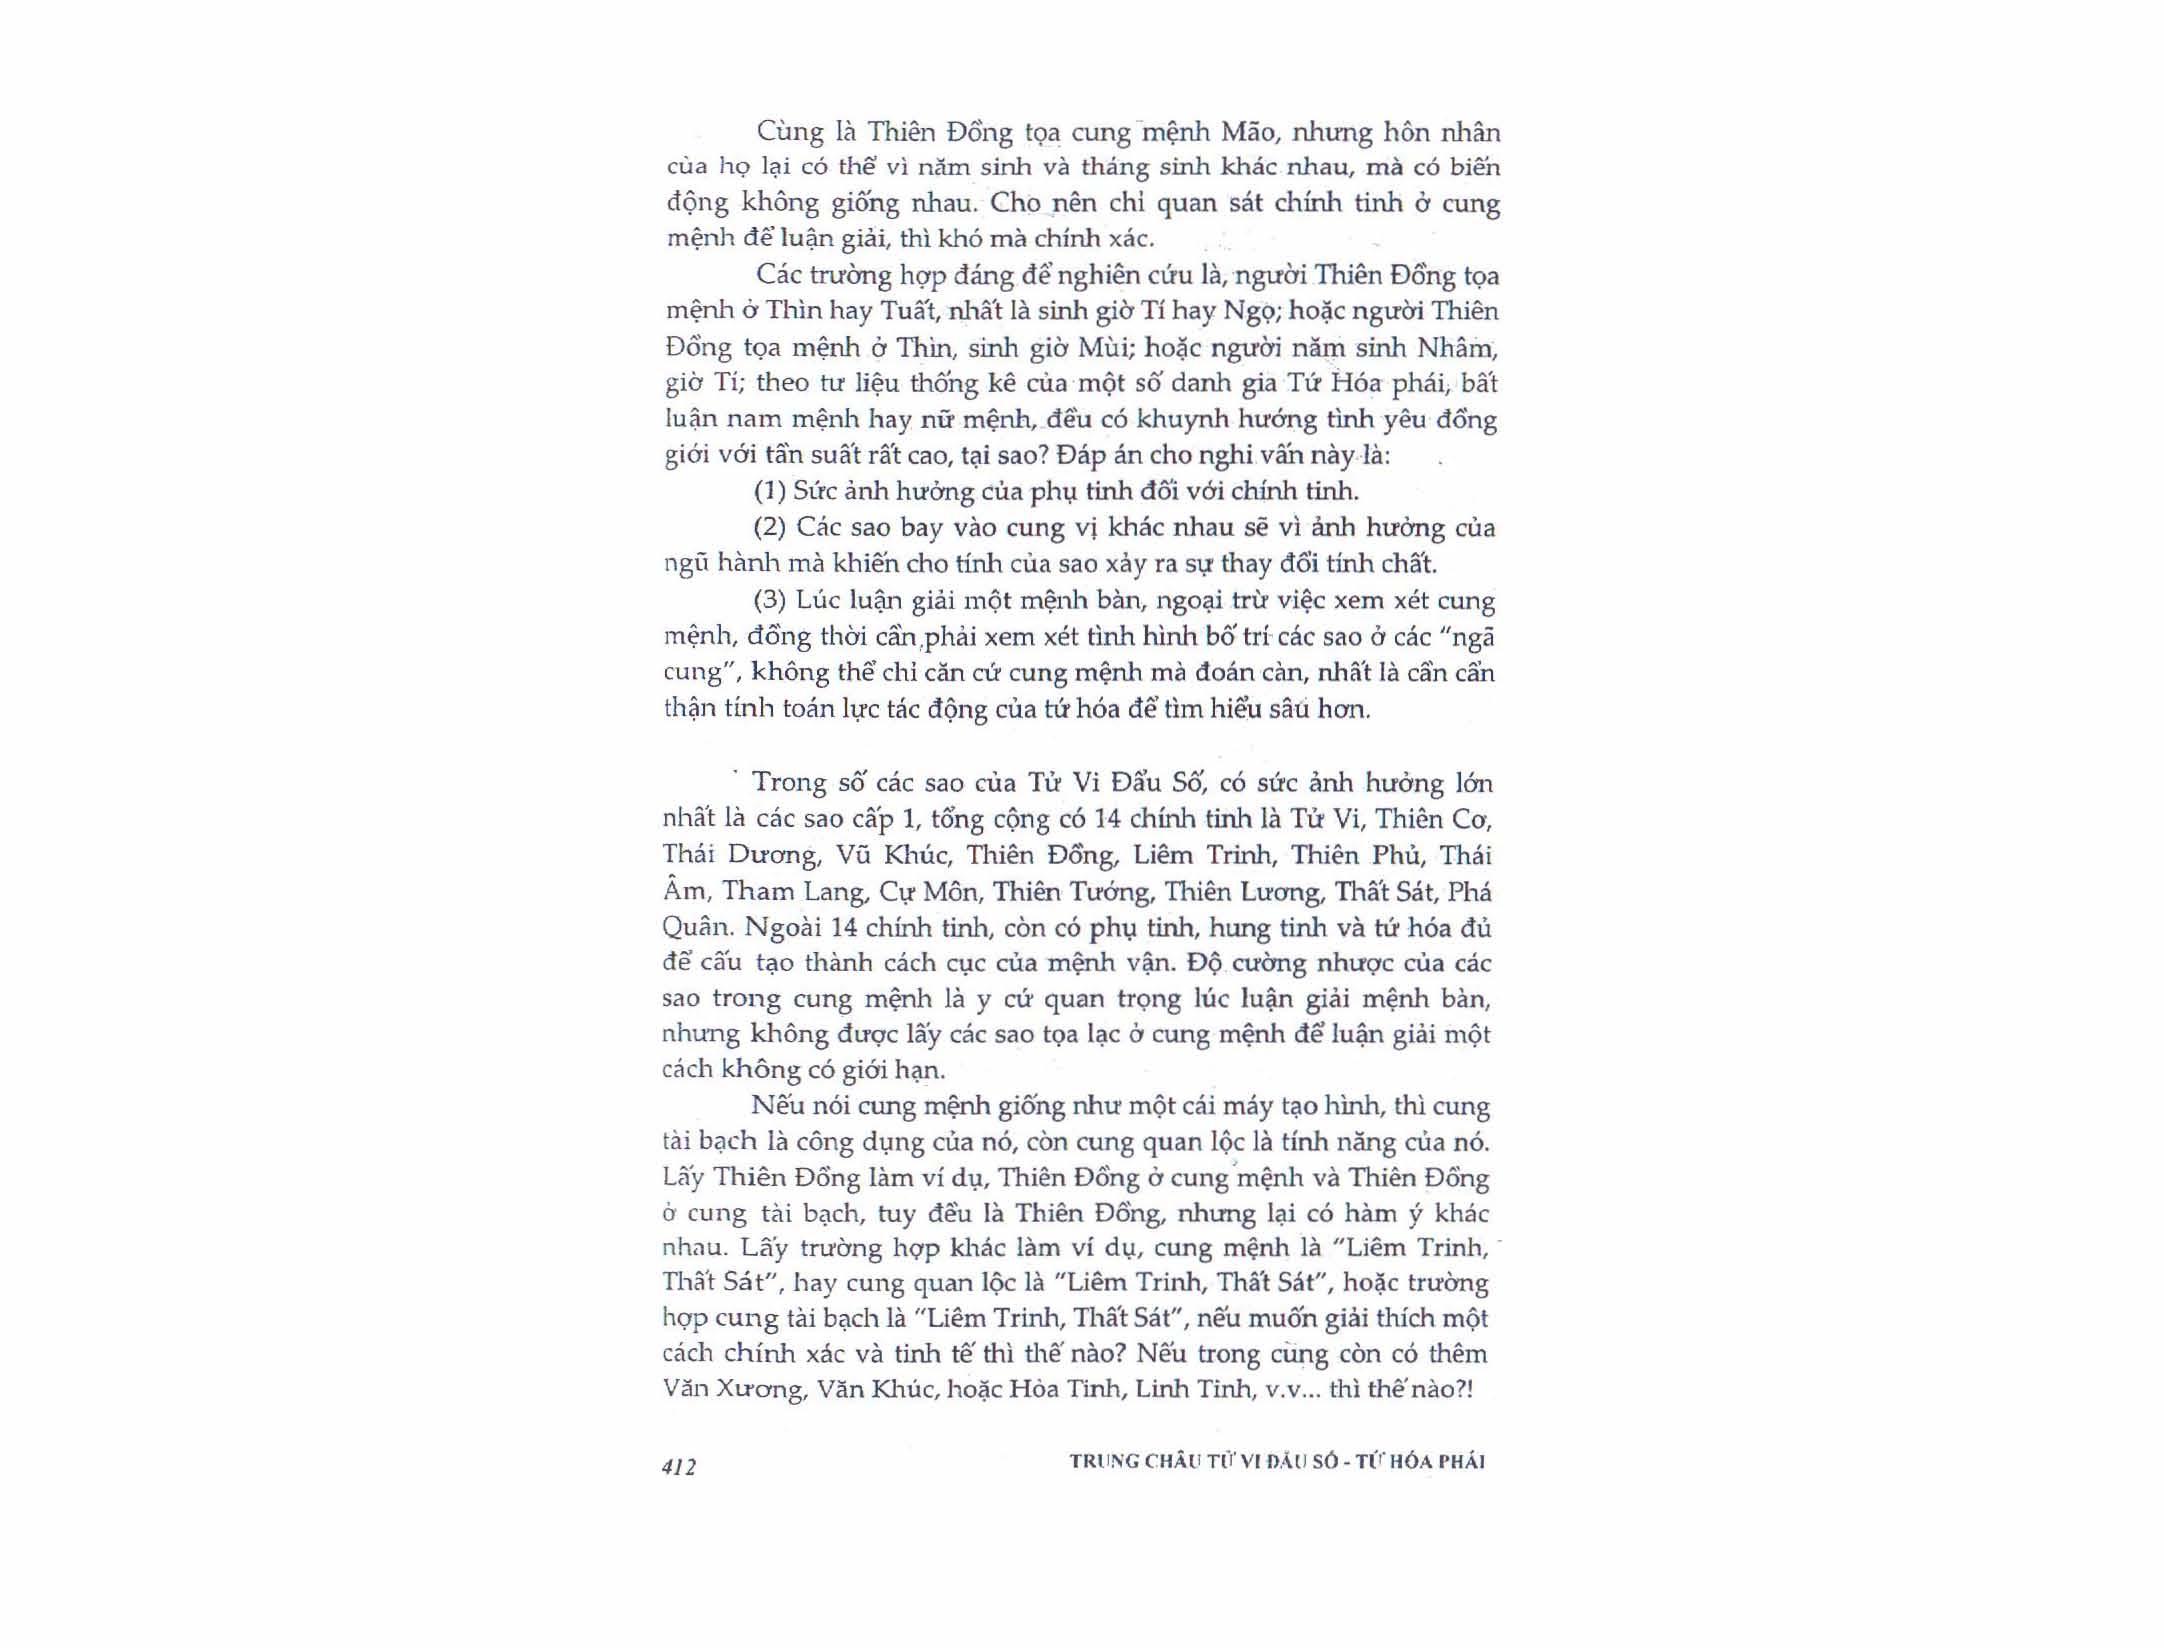 Cùng là Thiên Đồng tọa cung mệnh Mão, nhưng hôn nhân
của họ lại có thể vì năm sinh và tháng sinh khác nhau, mà có biến
động không giống nhau. Cho nên chỉ quan sát chính tinh ở cung
mệnh để luận giải, thì khó mà chính xác.
Các trường hợp đáng để nghiên cứu là, người Thiên Đồng tọa
mệnh ở Thìn hay Tuất, nhất là sinh giờ Tí hay Ngọ; hoặc người Thiên
Đồng tọa mệnh ở Thìn, sinh giờ Mùi; hoặc người năm sinh Nhâm,
giờ Tí; theo tư liệu thống kê của một số danh gia Tứ Hóa phái, bất
luận nam mệnh hay nữ mệnh, đều có khuynh hướng tình yêu đồng
giới với tần suất rất cao, tại sao? Đáp án cho nghi vấn này là:
(1) Sức ảnh hưởng của phụ tinh đối với chính tinh.
(2) Các sao bay vào cung vị khác nhau sẽ vì ảnh hưởng của
ngũ hành mà khiến cho tính của sao xảy ra sự thay đổi tính chất.
(3) Lúc luận giải một mệnh bàn, ngoại trừ việc xem xét cung
mệnh, đồng thời cần phải xem xét tình hình bố trí các sao ở các "ngã
cung", không thể chỉ căn cứ cung mệnh mà đoán càn, nhất là cần cẩn
thận tính toán lực tác động của tứ hóa để tìm hiểu sâu hơn.
Trong số các sao của Tử Vi Đẩu Số, có sức ảnh hưởng lớn
nhất là các sao cấp 1, tổng cộng có 14 chính tinh là Tử Vi, Thiên Cơ,
Thái Dương, Vũ Khúc, Thiên Đồng, Liêm Trinh, Thiên Phủ, Thái
Âm, Tham Lang, Cự Môn, Thiên Tướng, Thiên Lương, Thất Sát, Phá
Quân. Ngoài 14 chính tinh, còn có phụ tinh, hung tinh và tứ hóa đủ
để cấu tạo thành cách cục của mệnh vận. Độ cường nhược của các
sao trong cung mệnh là y cứ quan trọng lúc luận giải mệnh bàn,
nhưng không được lấy các sao tọa lạc ở cung mệnh để luận giải một
cách không có giới hạn.
Nếu nói cung mệnh giống như một cái máy tạo hình, thì cung
tài bạch là công dụng của nó, còn cung quan lộc là tính năng của nó.
Lấy Thiên Đồng làm ví dụ, Thiên Đồng ở cung mệnh và Thiên Đồng
ở cung tài bạch, tuy đều là Thiên Đồng, nhưng lại có hàm ý khác
nhau. Lấy trường hợp khác làm ví dụ, cung mệnh là "Liêm Trinh,
Thất Sát", hay cung quan lộc là "Liêm Trinh, Thất Sát", hoặc trường
hợp cung tài bạch là "Liêm Trinh, Thất Sát", nếu muốn giải thích một
cách chính xác và tinh tế thì thế nào? Nếu trong cùng còn có thêm
Văn Xương, Văn Khúc, hoặc Hỏa Tinh, Linh Tinh, v.v... thì thế nào?!
412
TRUNG CHÂU TỬ VI ĐẨU SỐ - TỨ HÓA PHÁI